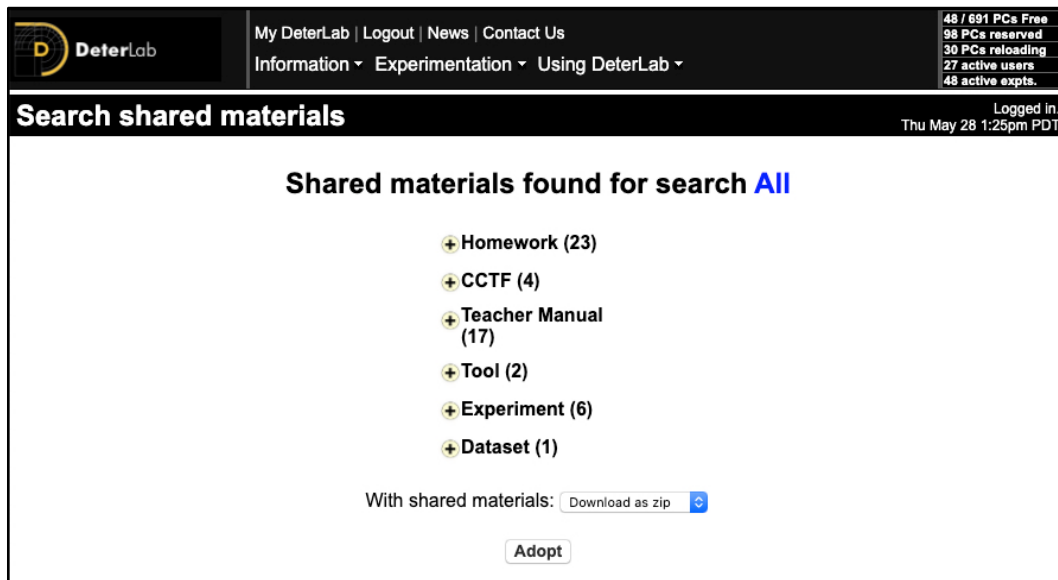 DeterLab
My DeterLab | Logout | News | Contact Us
Information Experimentation Using DeterLab
48 / 691 PCs Free
98 PCs reserved
30 PCs reloading
27 active users
48 active expts.
Search shared materials
Logged in.
Thu May 28 1:25pm PDT
Shared materials found for search All
Homework (23)
CCTF (4)
Teacher Manual
(17)
Tool (2)
Experiment (6)
Dataset (1)
With shared materials: Download as zip
Adopt